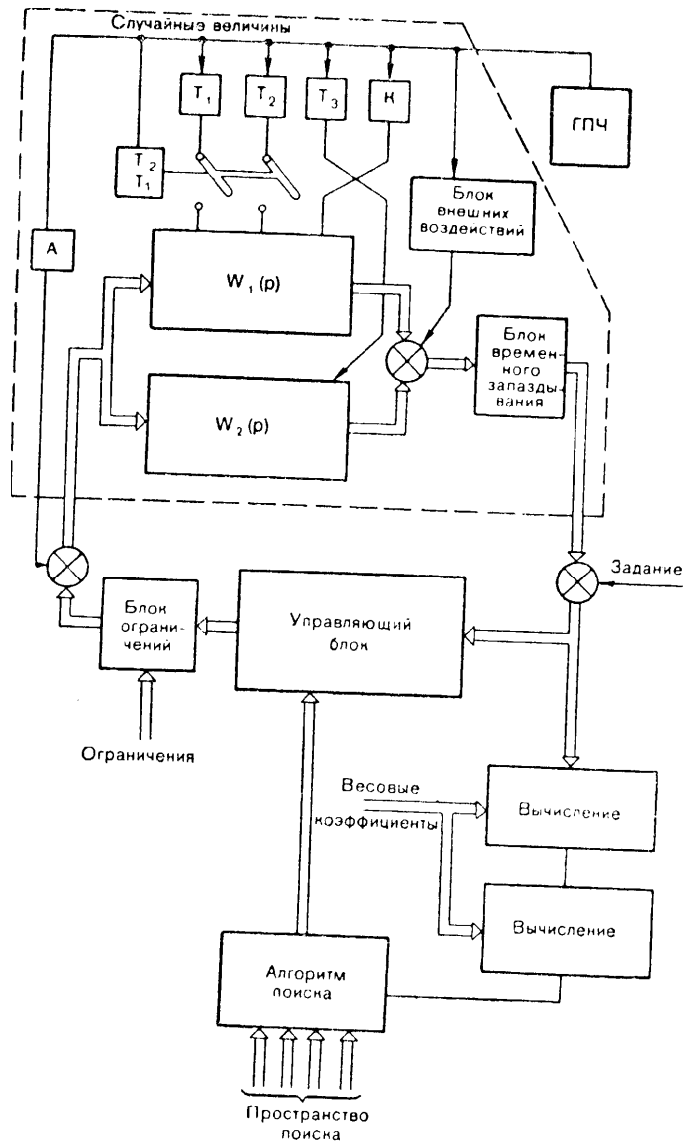 Случайныэ величины
T₁
T₂
T₃
К
ГПЧ
T₂
T₁
Блок
внешних
воздействий
А
W₁(p)
Блок
времен-
ного
запазды-
вания
W₂(p)
Задание
Блок
ограни-
чений
Управляющий
блок
Ограничения
Весовые
коэффициенты
Вычисление
Вычисление
Алгоритм
поиска
Пространство
поиска